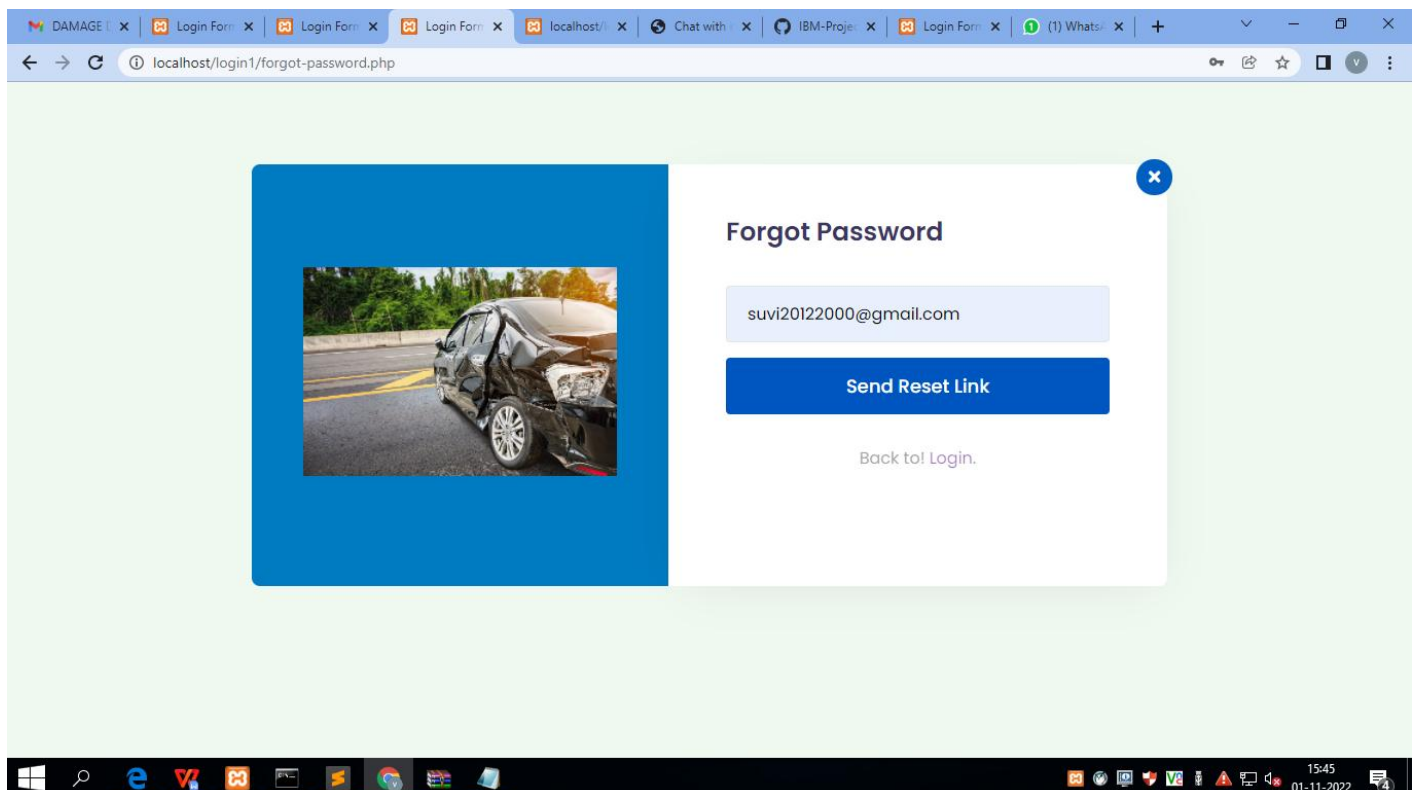 DAMAGE
Login Form
Login Form
Login Form
localhost/
Chat with
IBM-Projec
Login Form
(1) WhatsA
localhost/login1/forgot-password.php
V
Forgot Password
suvi20122000@gmail.com
Send Reset Link
Back to! Login.
15:45
01-11-2022
4